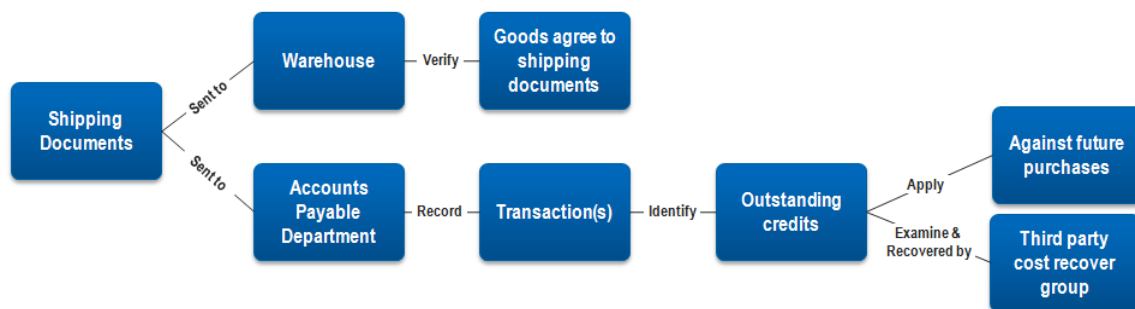 Shipping
Documents
Sent to
Sent to
Warehouse
Verify
Goods agree to
shipping
documents
Accounts
Payable
Department
Record
Transaction(s)
Identify
Outstanding
credits
Apply
Against future
purchases
Examine &
Recovered by
Third party
cost recover
group